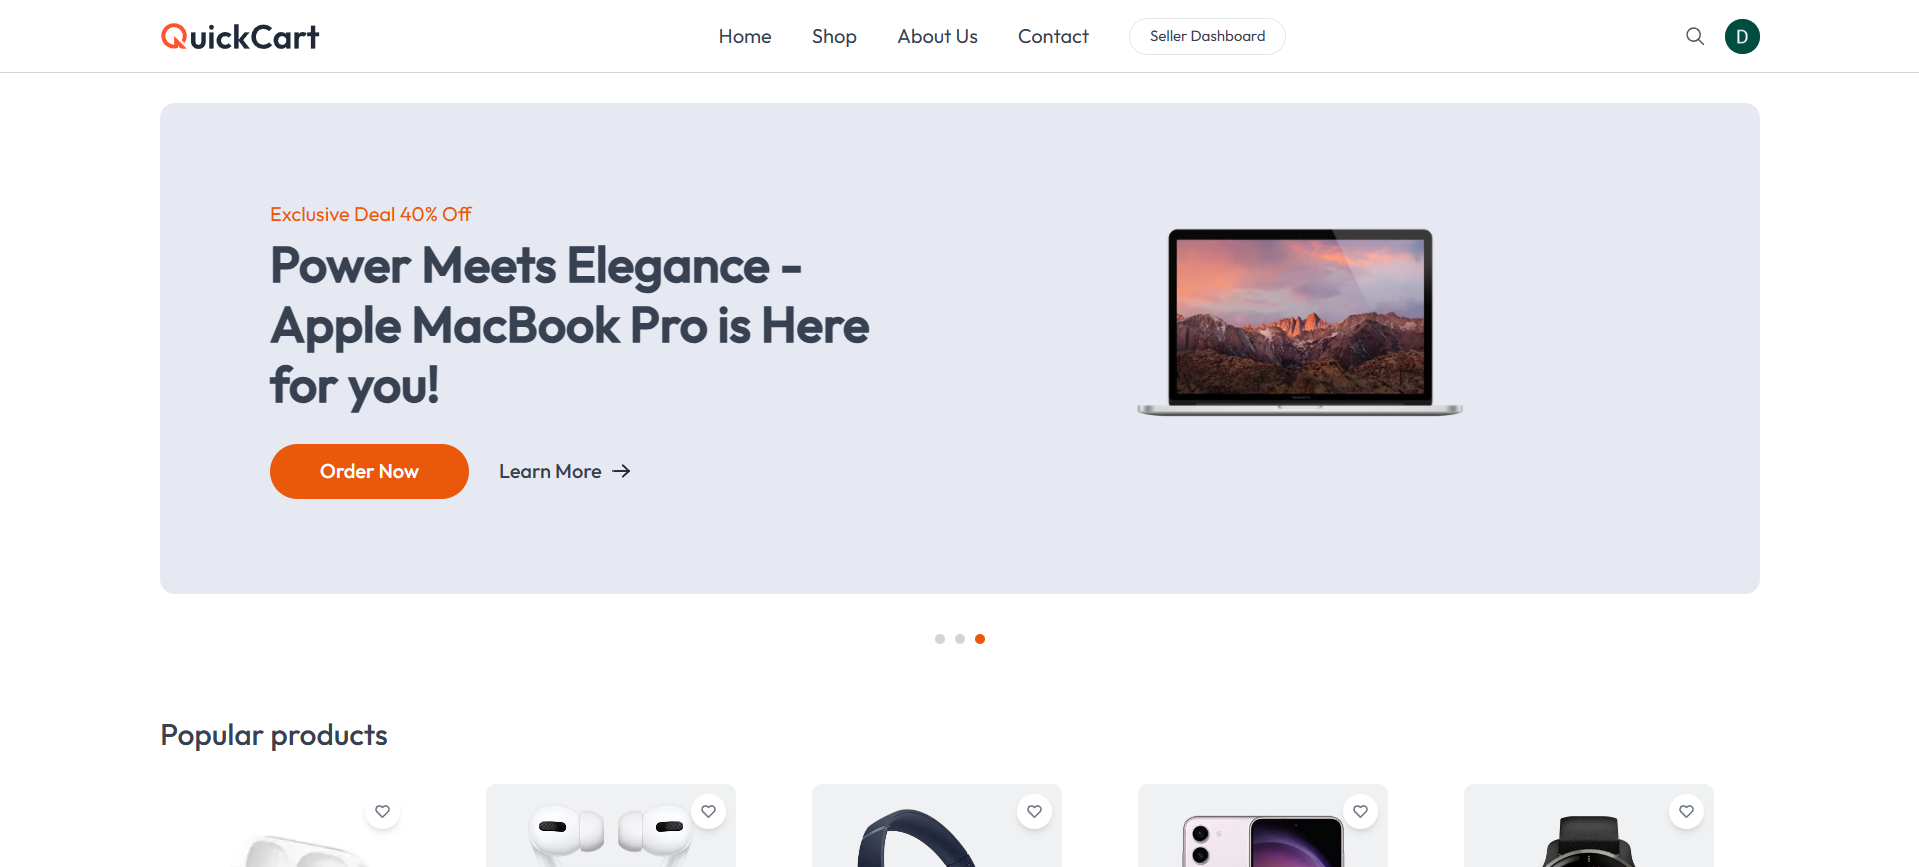 QuickCart
Home
Shop
About Us
Contact
Seller Dashboard
D
Exclusive Deal 40% Off
Power Meets Elegance -
Apple MacBook Pro is Here
for you!
Order Now
Learn More
Popular products